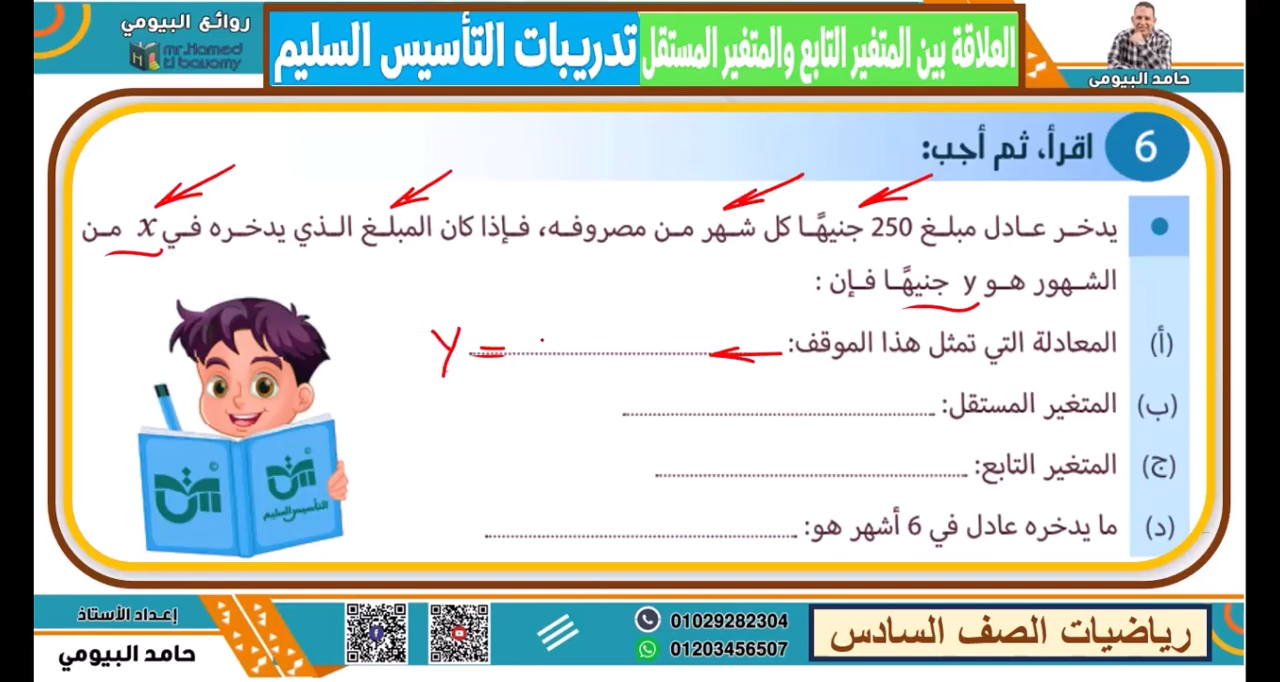 روائع البيومي
mr.Hamed
El bauomy
تدريبات التأسيس السليم
العلاقة بين المتغير التابع والمتغير المستقل
حامد البيومى
6 اقرأ، ثم أجب:
يدخر عادل مبلغ 250 جنيهًا كل شهر من مصروفه، فإذا كان المبلغ الذي يدخره في x من
الشهور هو y جنيهًا فإن :
(أ) المعادلة التي تمثل هذا الموقف: ........ y =
(ب) المتغير المستقل: ........
(ج) المتغير التابع: ........
(د) ما يدخره عادل في 6 أشهر هو: ........
التأسيس السليم
إعداد الأستاذ
حامد البيومي
01029282304
01203456507
رياضيات الصف السادس